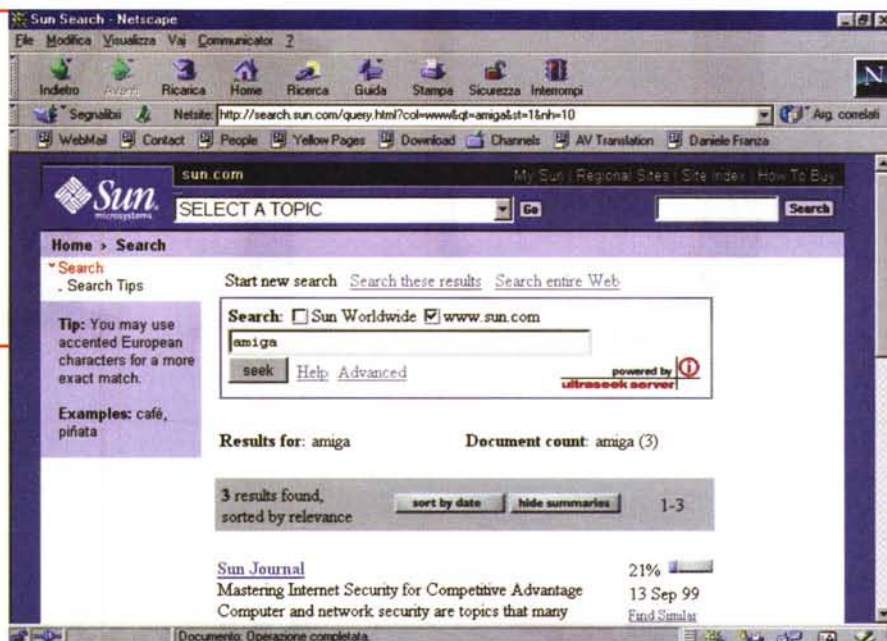 Sun Search - Netscape
File Modifica Visualizza Vai Communicator ?
Indietro Avanti Ricarica Home Ricerca Guida Stampa Sicurezza Interrompi
N
Segnalibri Netsite: http://search.sun.com/query.html?col=www&qt=amiga&st=1&nh=10 Arg. correlati
WebMail Contact People Yellow Pages Download Channels AV Translation Daniele Franza
sun.com My Sun | Regional Sites | Site Index | How To Buy
Sun microsystems
SELECT A TOPIC Go Search
Home > Search
Search
. Search Tips
Tip: You may use
accented European
characters for a more
exact match.
Examples: café,
piñata
Start new search Search these results Search entire Web
Search: Sun Worldwide www.sun.com
amiga
seek Help Advanced
powered by
ultraseek server
Results for: amiga Document count: amiga (3)
3 results found,
sorted by relevance
sort by date hide summaries 1-3
Sun Journal 21%
Mastering Internet Security for Competitive Advantage 13 Sep 99
Computer and network security are topics that many Find Similar
Documento: Operazione completata